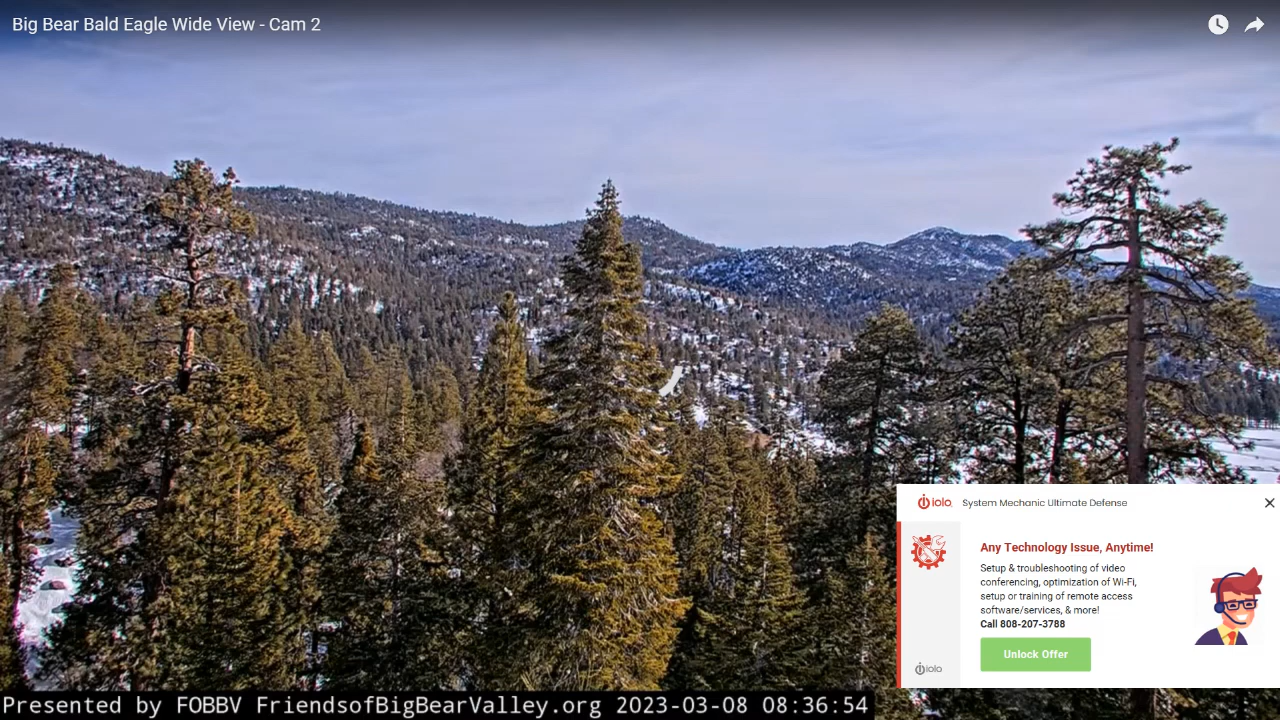 Big Bear Bald Eagle Wide View - Cam 2
iolo System Mechanic Ultimate Defense
Any Technology Issue, Anytime!
Setup & troubleshooting of video
conferencing, optimization of Wi-Fi,
setup or training of remote access
software/services, & more!
Call 808-207-3788
Unlock Offer
iolo
Presented by FOBBV FriendsofBigBearValley.org 2023-03-08 08:36:54